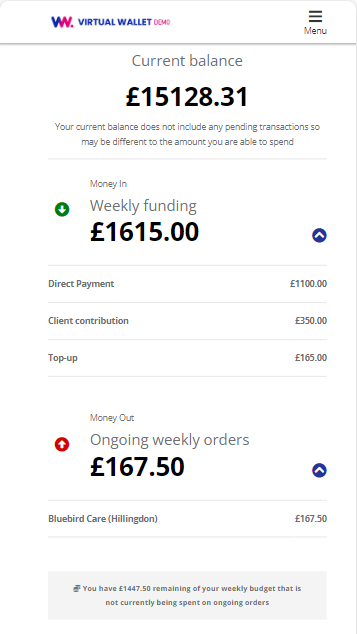 VIRTUAL WALLET DEMO
Menu
Current balance
£15128.31
Your current balance does not include any pending transactions so
may be different to the amount you are able to spend
Money In
Weekly funding
£1615.00
Direct Payment £1100.00
Client contribution £350.00
Top-up £165.00
Money Out
Ongoing weekly orders
£167.50
Bluebird Care (Hillingdon) £167.50
You have £1447.50 remaining of your weekly budget that is
not currently being spent on ongoing orders